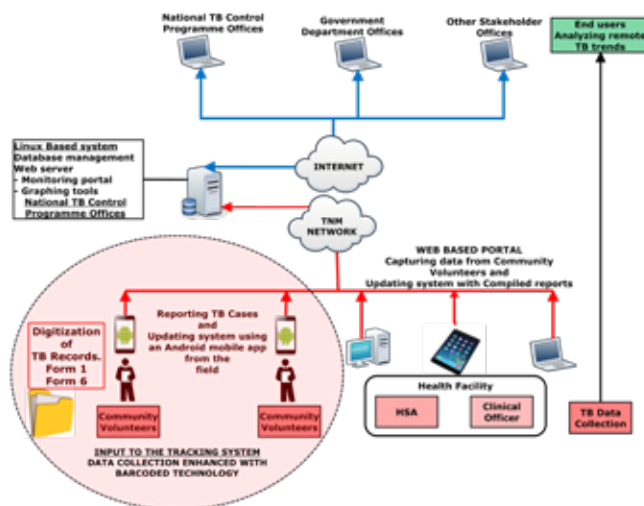 National TB Control
Programme Offices
Government
Department Offices
Other Stakeholder
Offices
End users
Analyzing remote
TB trends
Linux Based system
Database management
Web server
- Monitoring portal
- Graphing tools
National TB Control
Programme Offices
INTERNET
TNM
NETWORK
WEB BASED PORTAL
Capturing data from Community
Volunteers and
Updating system with Compiled reports
Digitization
of
TB Records.
Form 1
Form 6
Reporting TB Cases
and
Updating system using
an Android mobile app
from the
field
Community
Volunteers
Community
Volunteers
Health Facility
HSA
Clinical
Officer
TB Data
Collection
INPUT TO THE TRACKING SYSTEM
DATA COLLECTION ENHANCED WITH
BARCODED TECHNOLOGY